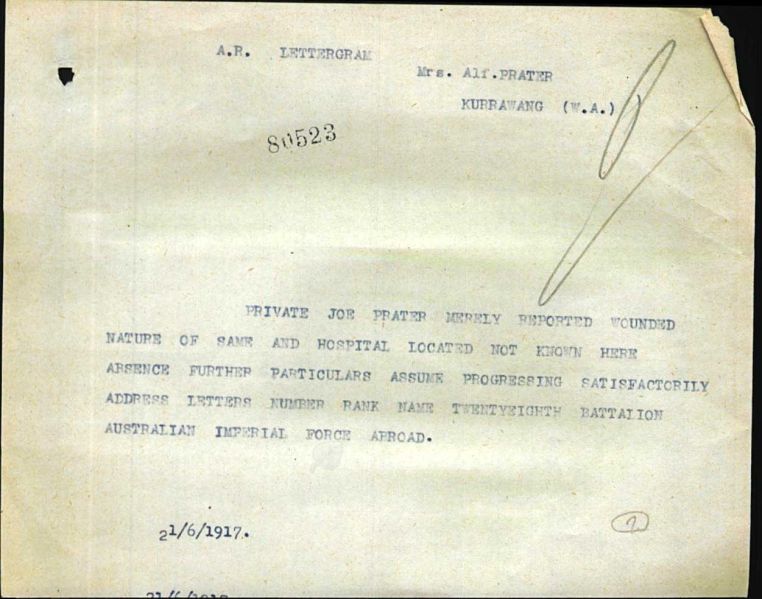 A.R. LETTERGRAM
Mrs. Alf.PRATER
KURRAWANG (W.A.)
80523
PRIVATE JOE PRATER MERELY REPORTED WOUNDED
NATURE OF SAME AND HOSPITAL LOCATED NOT KNOWN HERE
ABSENCE FURTHER PARTICULARS ASSUME PROGRESSING SATISFACTORILY
ADDRESS LETTERS NUMBER RANK NAME TWENTYEIGHTH BATTALION
AUSTRALIAN IMPERIAL FORCE ABROAD.
21/6/1917.